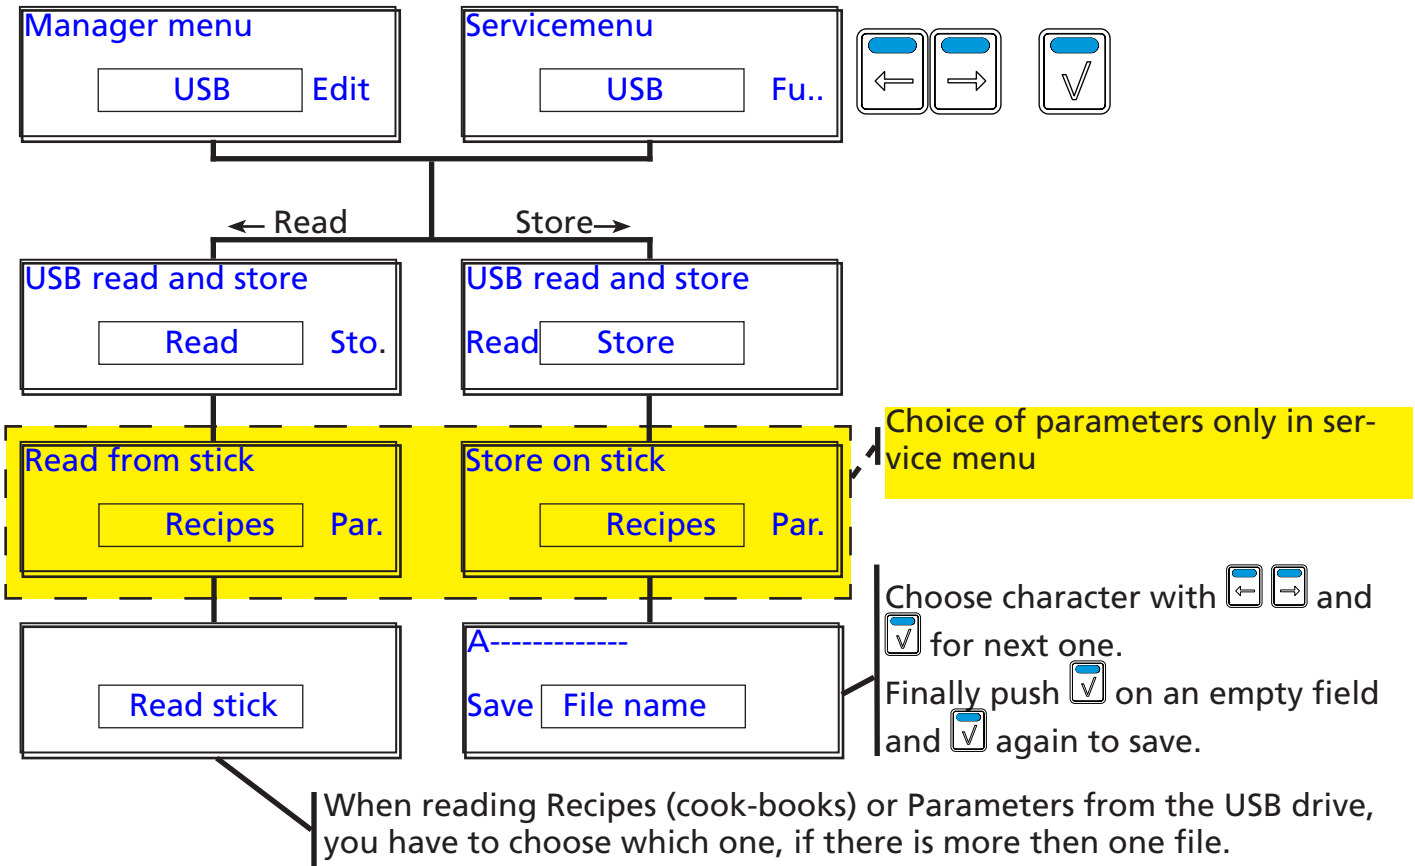 Manager menu
USB Edit
Servicemenu
USB Fu..
← Read
Store→
USB read and store
Read Sto.
USB read and store
Read Store
Read from stick
Recipes Par.
Store on stick
Recipes Par.
Choice of parameters only in ser-
vice menu
Read stick
A-------------
Save File name
Choose character with ← → and
√ for next one.
Finally push √ on an empty field
and √ again to save.
When reading Recipes (cook-books) or Parameters from the USB drive,
you have to choose which one, if there is more then one file.